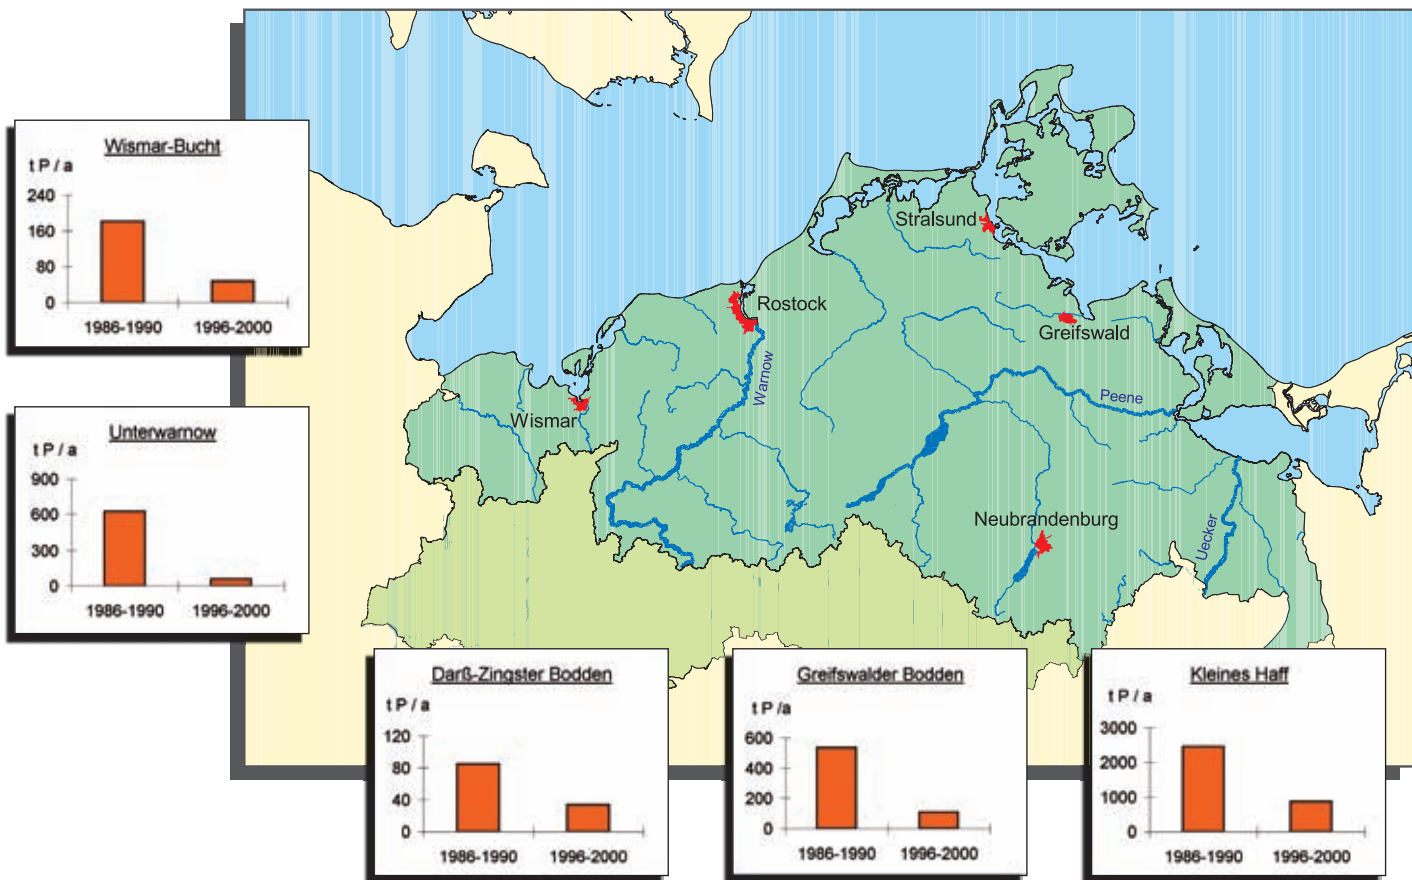 Wismar-Bucht
t P / a
240
160
80
0
1986-1990 1996-2000
Unterwarnow
t P / a
900
600
300
0
1986-1990 1996-2000
Stralsund
Rostock
Greifswald
Warnow
Peene
Wismar
Neubrandenburg
Uecker
Darß-Zingster Bodden
t P / a
120
80
40
0
1986-1990 1996-2000
Greifswalder Bodden
t P /a
600
400
200
0
1986-1990 1996-2000
Kleines Haff
t P / a
3000
2000
1000
0
1986-1990 1996-2000